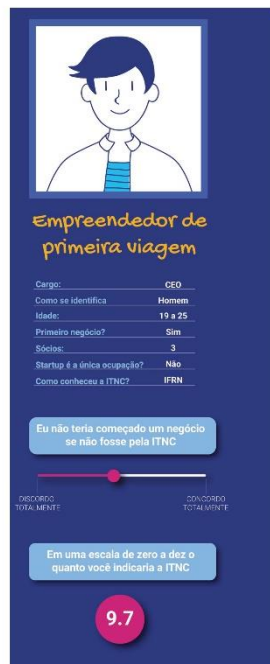 Empreendedor de
primeira viagem
Cargo: CEO
Como se identifica Homem
Idade: 19 a 25
Primeiro negócio? Sim
Sócios: 3
Startup é a única ocupação? Não
Como conheceu a ITNC? IFRN
Eu não teria começado um negócio
se não fosse pela ITNC
DISCORDO CONCORDO
TOTALMENTE TOTALMENTE
Em uma escala de zero a dez o
quanto você indicaria a ITNC
9.7